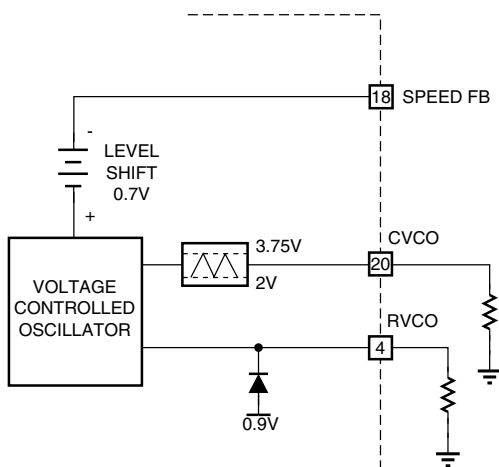 18 SPEED FB
-
LEVEL
SHIFT
0.7V
+
VOLTAGE
CONTROLLED
OSCILLATOR
3.75V
2V
CVCO
20
RVCO
4
0.9V